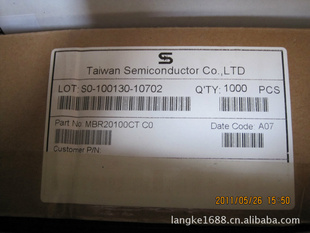 S
Taiwan Semiconductor Co.,LTD
LOT: S0-100130-10702 Q'TY: 1000 PCS
Part No: MBR20100CT C0 Date Code: A07
Customer P/N:
2011/05/26 15:50
langke1688.cn.alibaba.com